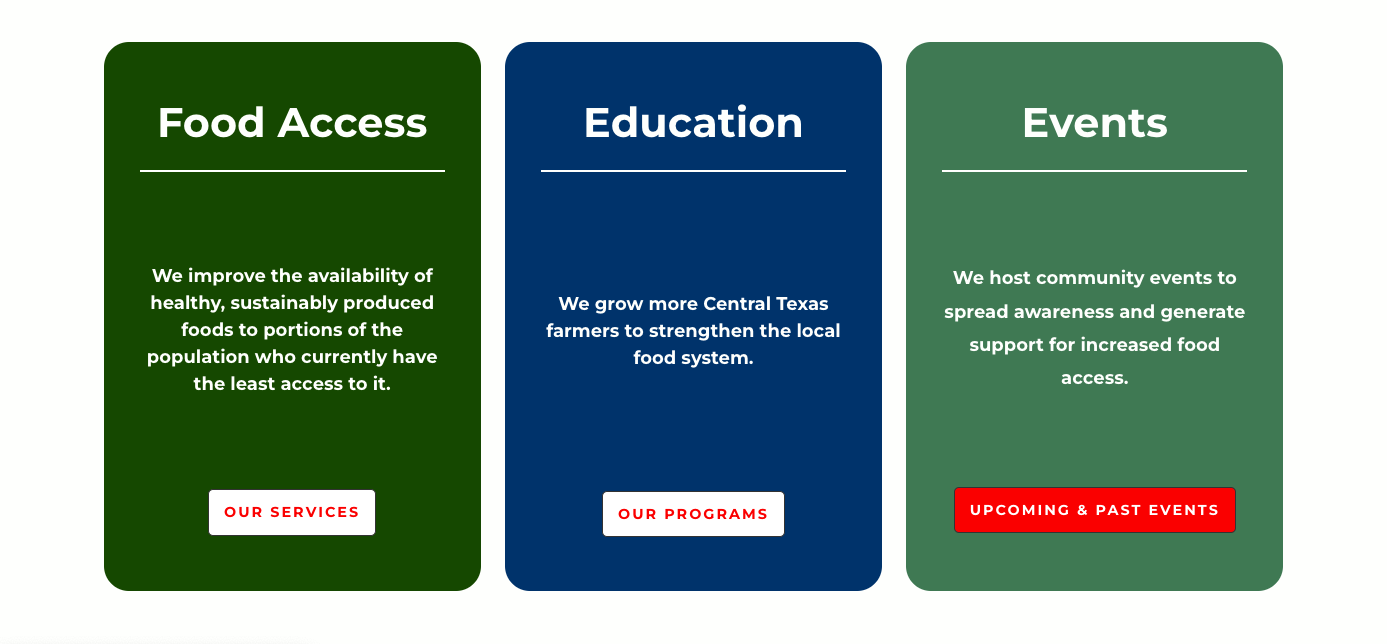 Food Access
We improve the availability of
healthy, sustainably produced
foods to portions of the
population who currently have
the least access to it.
OUR SERVICES
Education
We grow more Central Texas
farmers to strengthen the local
food system.
OUR PROGRAMS
Events
We host community events to
spread awareness and generate
support for increased food
access.
UPCOMING & PAST EVENTS